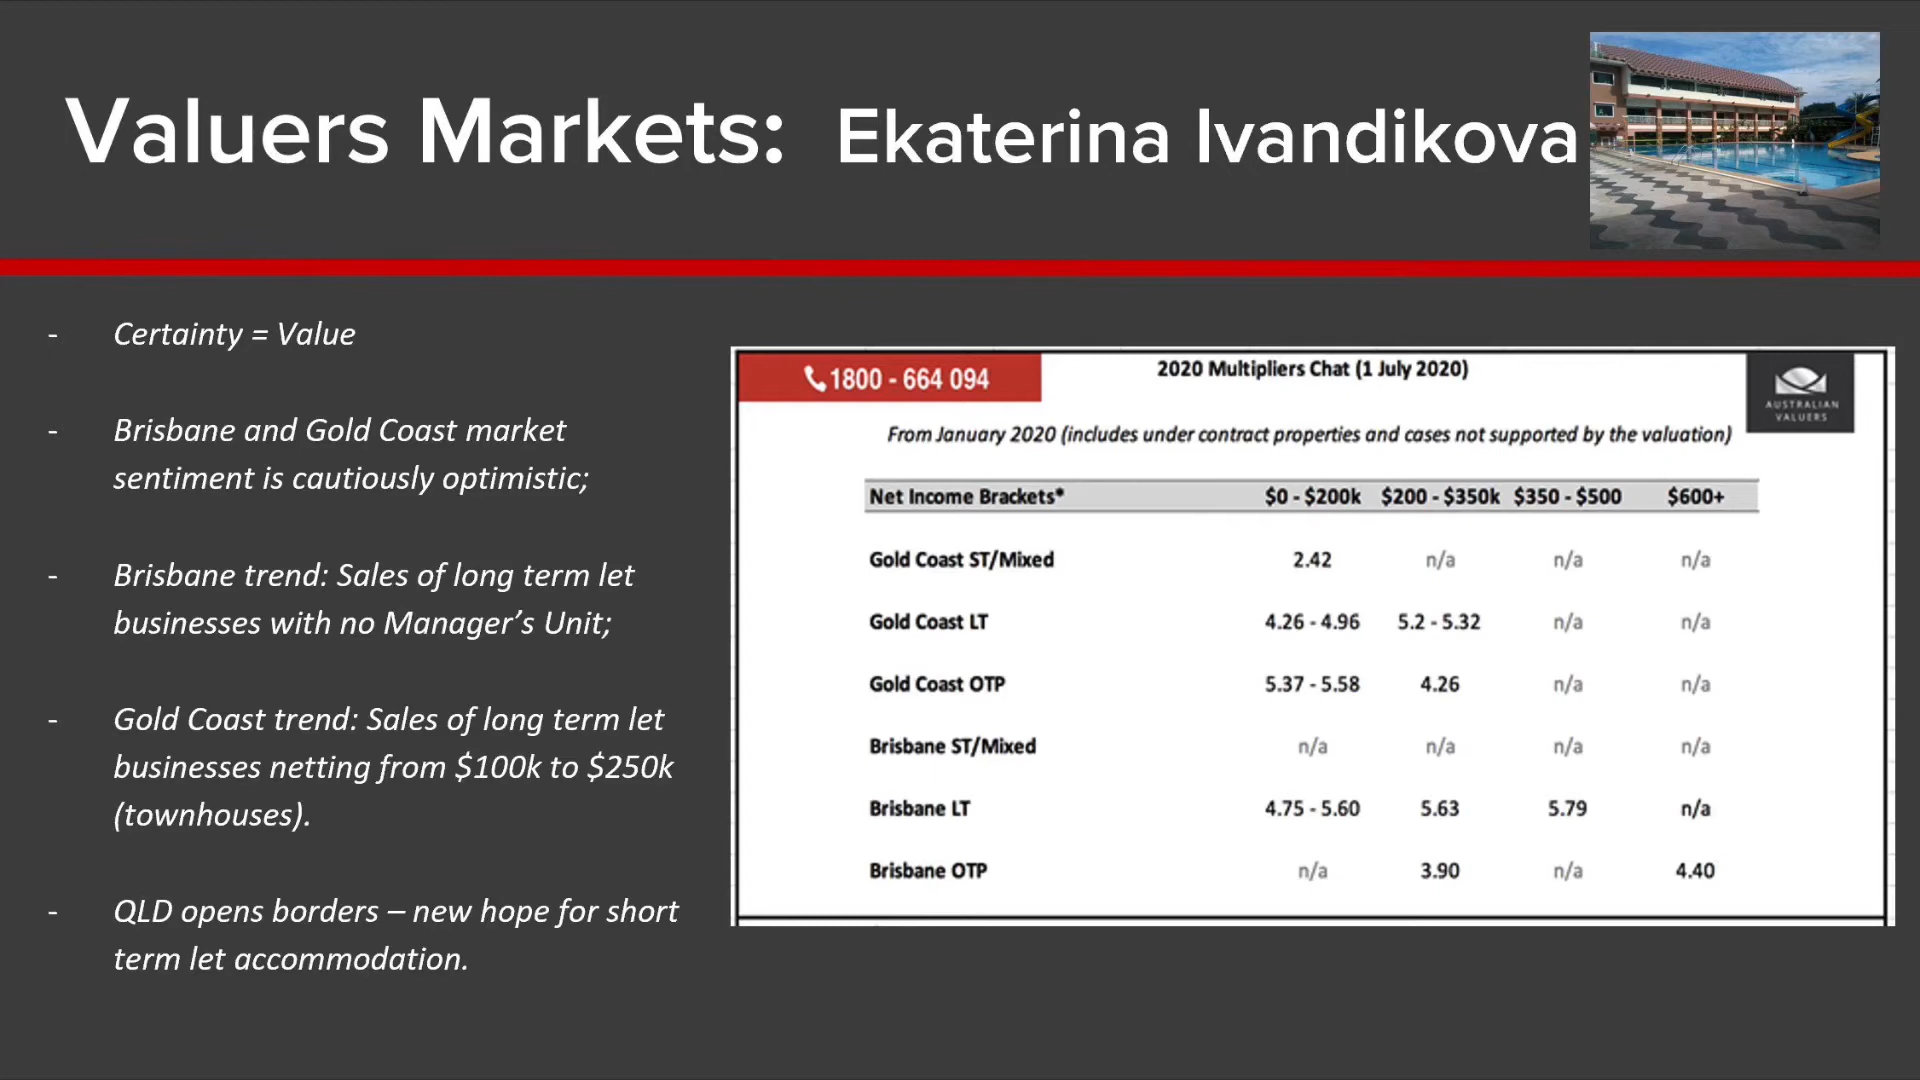 Valuers Markets: Ekaterina Ivandikova
- Certainty = Value
- Brisbane and Gold Coast market
sentiment is cautiously optimistic;
- Brisbane trend: Sales of long term let
businesses with no Manager’s Unit;
- Gold Coast trend: Sales of long term let
businesses netting from $100k to $250k
(townhouses).
- QLD opens borders – new hope for short
term let accommodation.
1800 - 664 094
2020 Multipliers Chat (1 July 2020)
AUSTRALIAN
VALUERS
From January 2020 (includes under contract properties and cases not supported by the valuation)
Net Income Brackets* $0 - $200k $200 - $350k $350 - $500 $600+
Gold Coast ST/Mixed 2.42 n/a n/a n/a
Gold Coast LT 4.26 - 4.96 5.2 - 5.32 n/a n/a
Gold Coast OTP 5.37 - 5.58 4.26 n/a n/a
Brisbane ST/Mixed n/a n/a n/a n/a
Brisbane LT 4.75 - 5.60 5.63 5.79 n/a
Brisbane OTP n/a 3.90 n/a 4.40